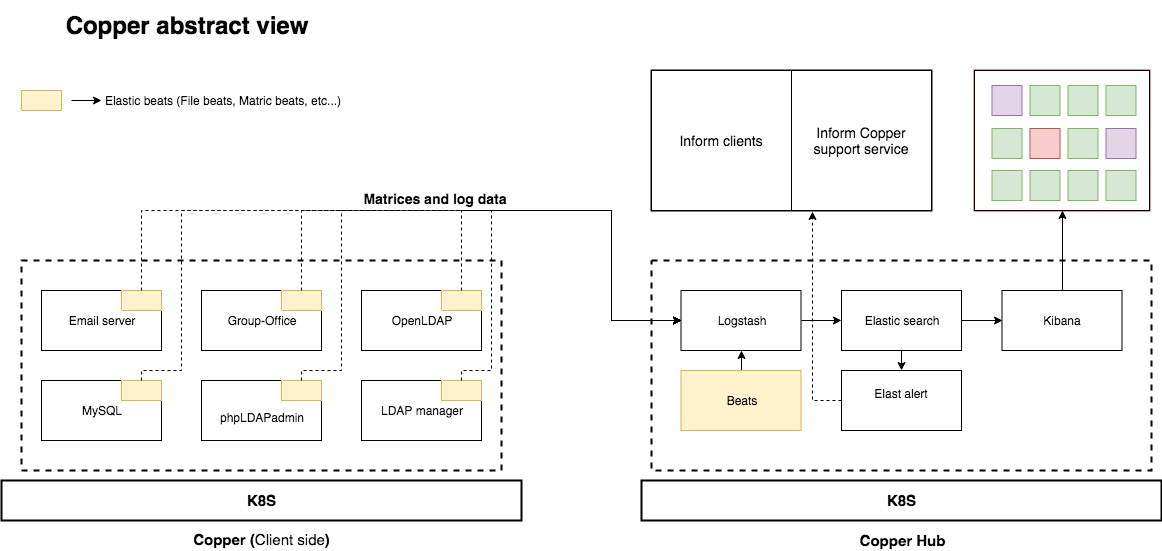 Copper abstract view
Elastic beats (File beats, Matric beats, etc...)
Inform clients
Inform Copper
support service
Matrices and log data
Email server
Group-Office
OpenLDAP
MySQL
phpLDAPadmin
LDAP manager
Logstash
Elastic search
Kibana
Beats
Elast alert
K8S
K8S
Copper (Client side)
Copper Hub